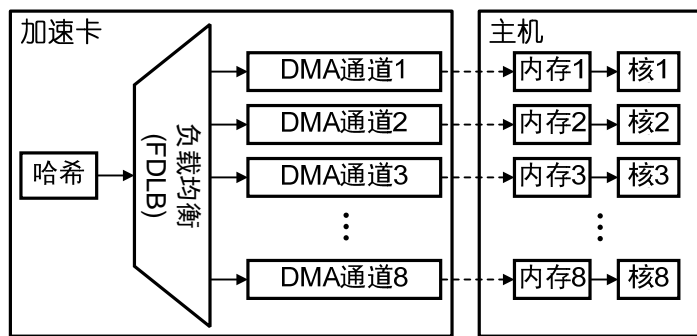 加速卡
哈希
负载均衡
(FDLB)
DMA通道1
DMA通道2
DMA通道3
⋮
DMA通道8
主机
内存1
核1
内存2
核2
内存3
核3
⋮
内存8
核8